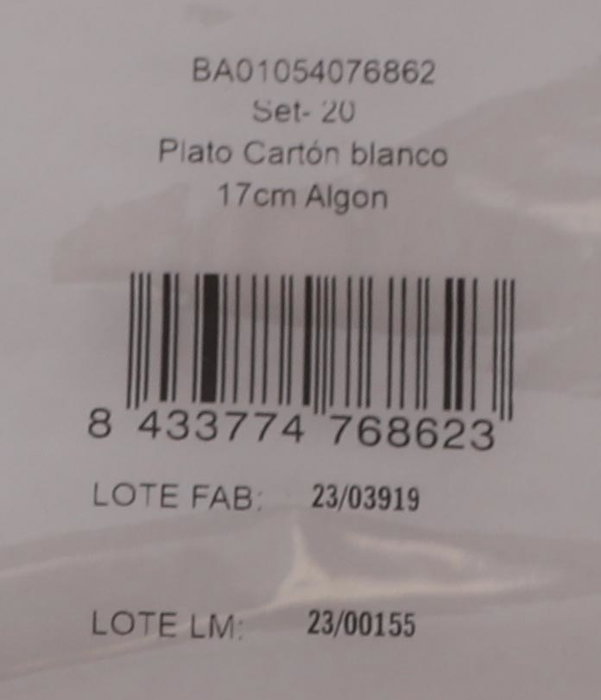 BA01054076862
Set- 20
Plato Cartón blanco
17cm Algon
8 433774 768623
LOTE FAB: 23/03919
LOTE LM: 23/00155